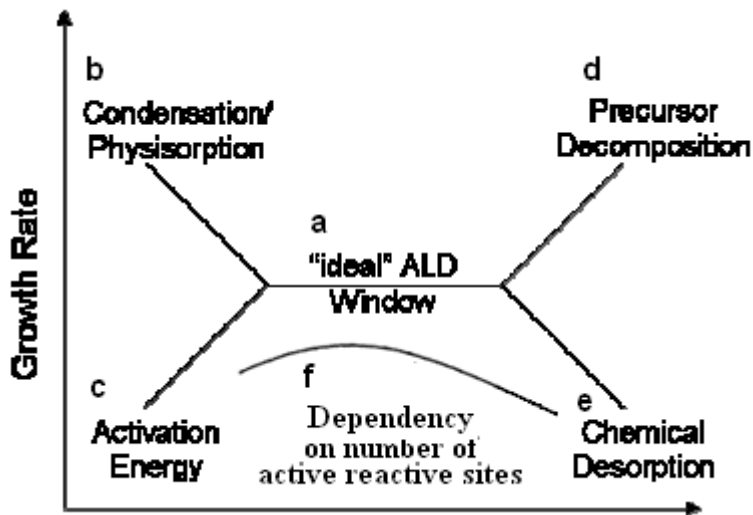 Growth Rate
b
Condensation/
Physisorption
d
Precursor
Decomposition
a
“ideal” ALD
Window
c
Activation
Energy
f
Dependency
on number of
active reactive sites
e
Chemical
Desorption